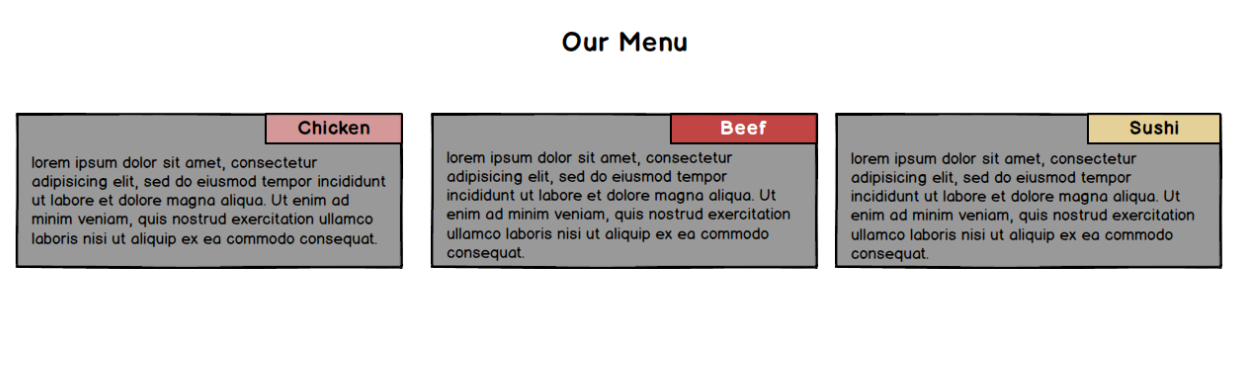 Our Menu
Chicken
lorem ipsum dolor sit amet, consectetur
adipisicing elit, sed do eiusmod tempor incididunt
ut labore et dolore magna aliqua. Ut enim ad
minim veniam, quis nostrud exercitation ullamco
laboris nisi ut aliquip ex ea commodo consequat.
Beef
lorem ipsum dolor sit amet, consectetur
adipisicing elit, sed do eiusmod tempor
incididunt ut labore et dolore magna aliqua. Ut
enim ad minim veniam, quis nostrud exercitation
ullamco laboris nisi ut aliquip ex ea commodo
consequat.
Sushi
lorem ipsum dolor sit amet, consectetur
adipisicing elit, sed do eiusmod tempor
incididunt ut labore et dolore magna aliqua. Ut
enim ad minim veniam, quis nostrud exercitation
ullamco laboris nisi ut aliquip ex ea commodo
consequat.